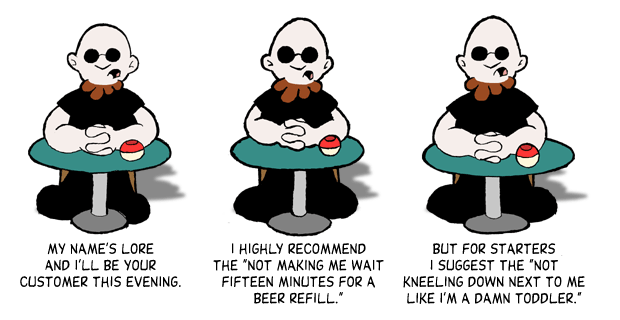 MY NAME'S LORE
AND I'LL BE YOUR
CUSTOMER THIS EVENING.
I HIGHLY RECOMMEND
THE "NOT MAKING ME WAIT
FIFTEEN MINUTES FOR A
BEER REFILL."
BUT FOR STARTERS
I SUGGEST THE "NOT
KNEELING DOWN NEXT TO ME
LIKE I'M A DAMN TODDLER."